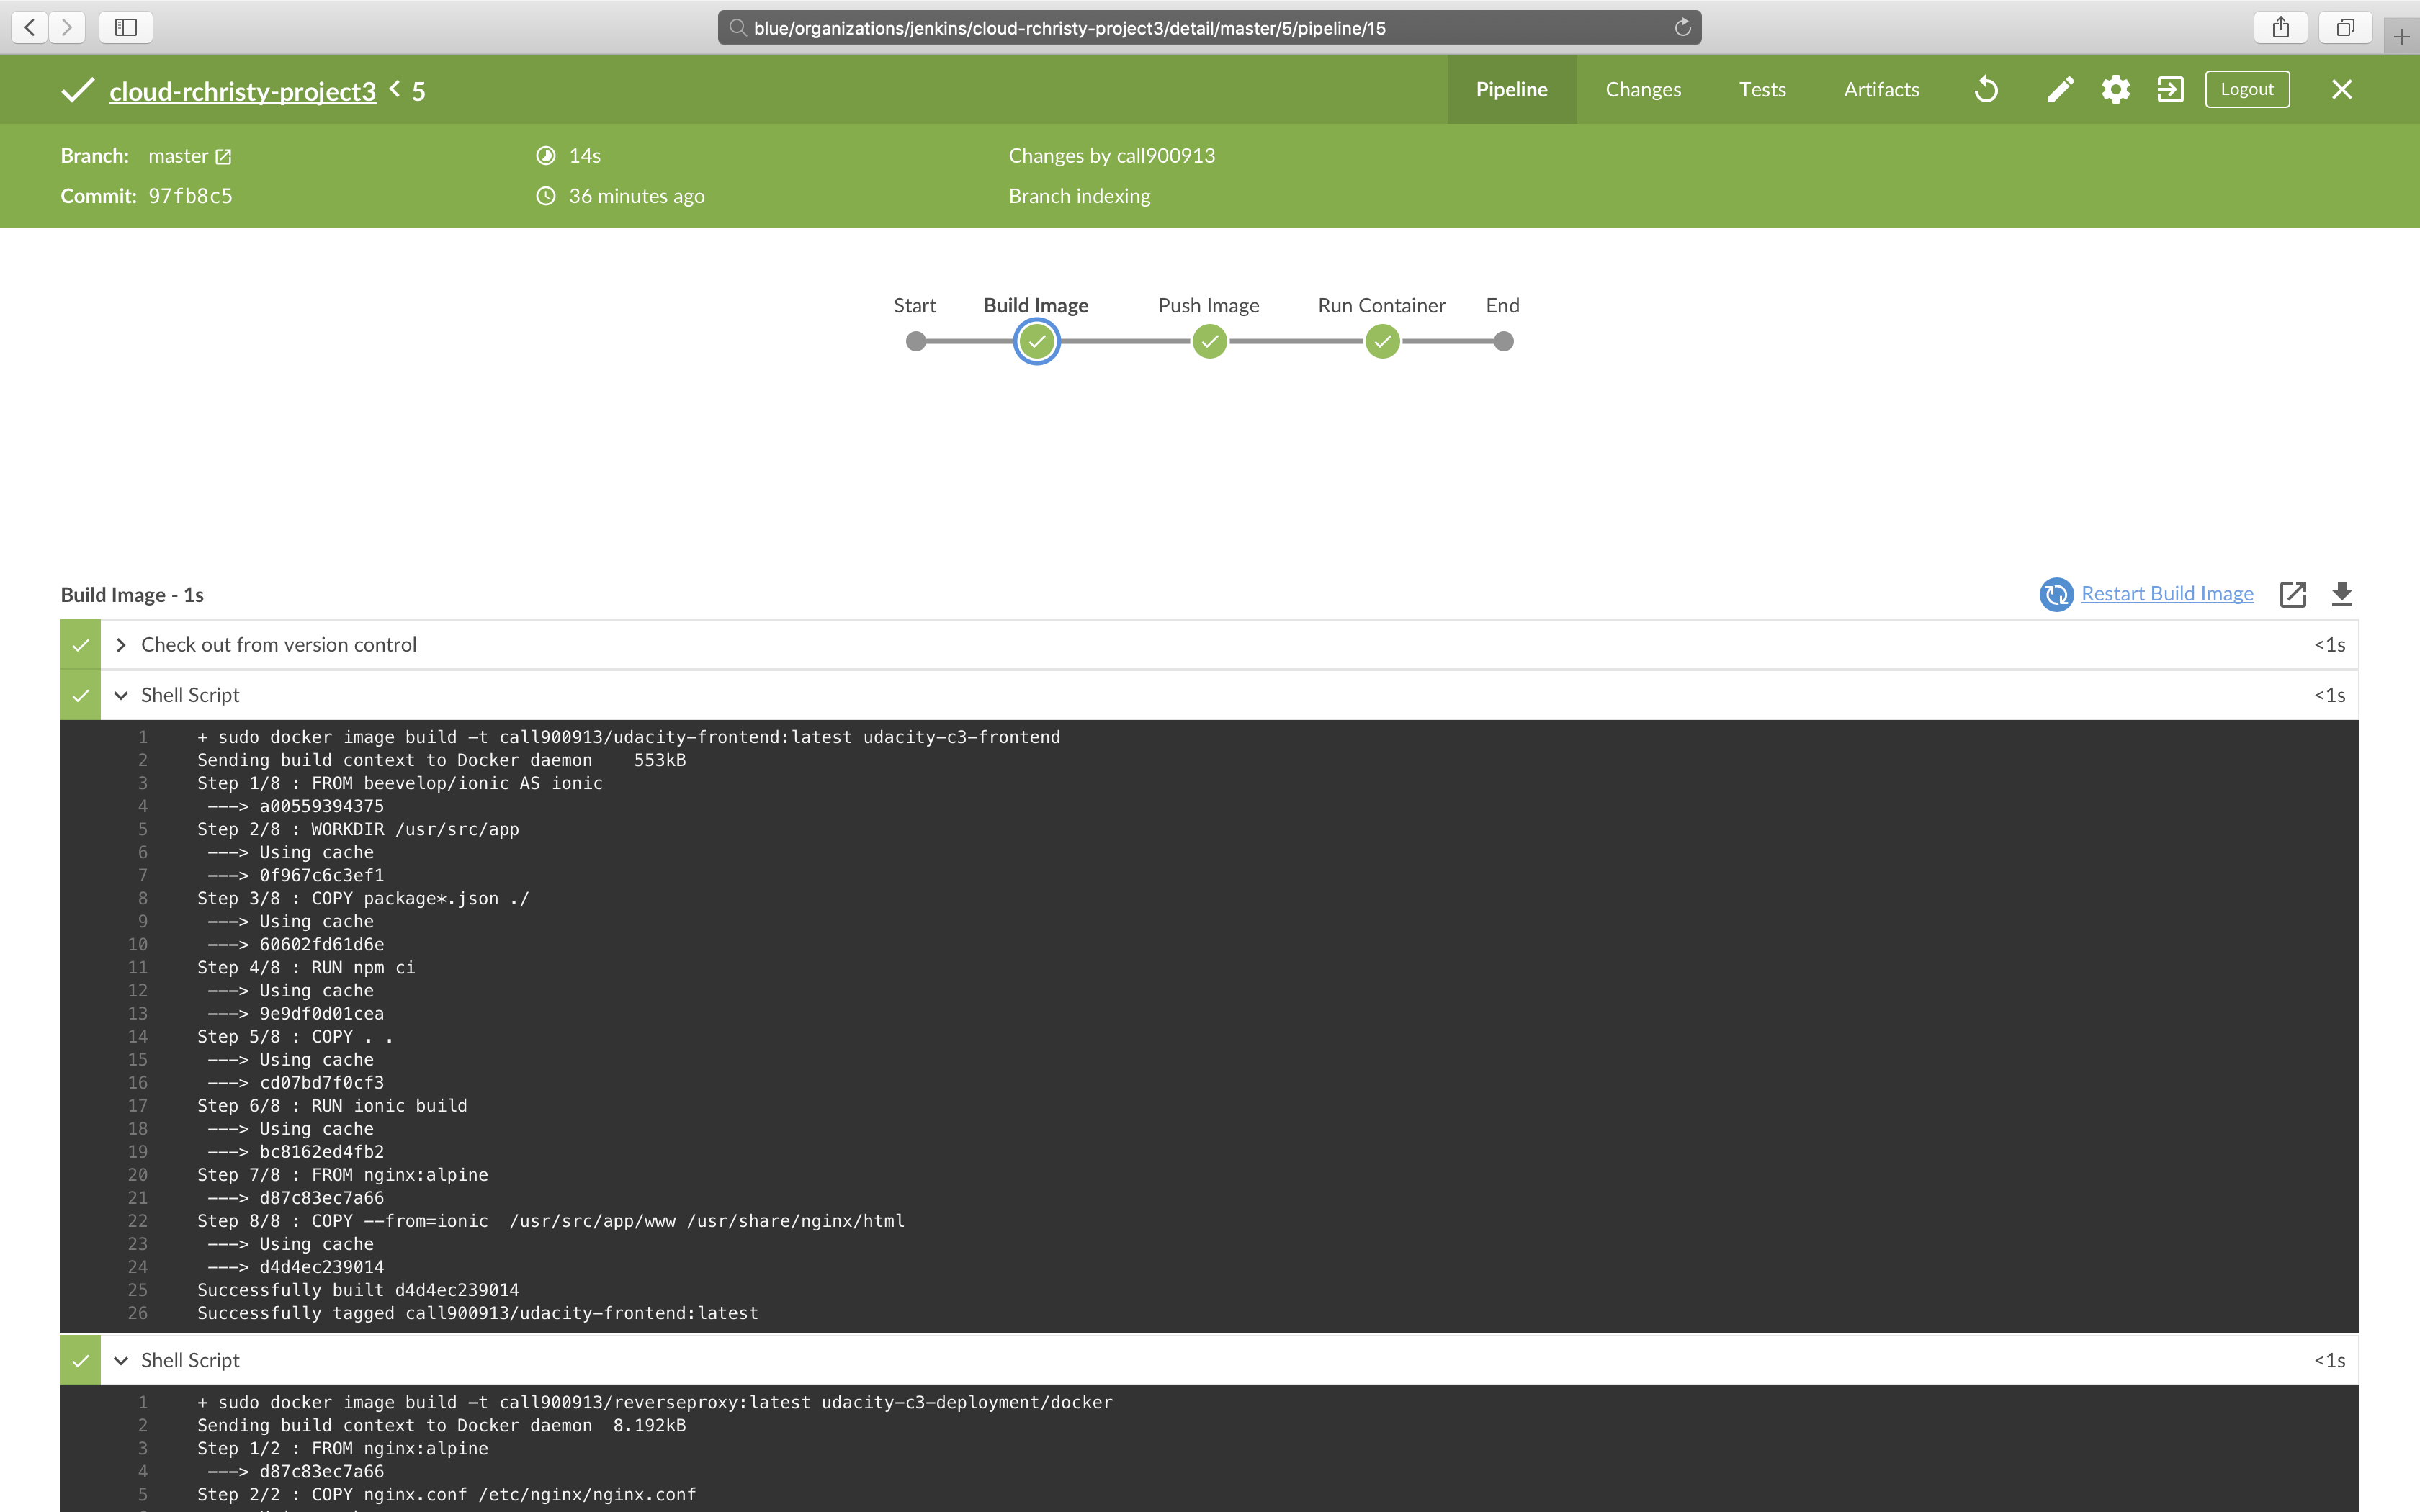 blue/organizations/jenkins/cloud-rchristy-project3/detail/master/5/pipeline/15
cloud-rchristy-project3 < 5
Pipeline Changes Tests Artifacts Logout
Branch: master 14s Changes by call900913
Commit: 97fb8c5 36 minutes ago Branch indexing
Start Build Image Push Image Run Container End
Build Image - 1s Restart Build Image
Check out from version control <1s
Shell Script <1s
1 + sudo docker image build -t call900913/udacity-frontend:latest udacity-c3-frontend
2 Sending build context to Docker daemon 553kB
3 Step 1/8 : FROM beevelop/ionic AS ionic
4 ---> a00559394375
5 Step 2/8 : WORKDIR /usr/src/app
6 ---> Using cache
7 ---> 0f967c6c3ef1
8 Step 3/8 : COPY package*.json ./
9 ---> Using cache
10 ---> 60602fd61d6e
11 Step 4/8 : RUN npm ci
12 ---> Using cache
13 ---> 9e9df0d01cea
14 Step 5/8 : COPY . .
15 ---> Using cache
16 ---> cd07bd7f0cf3
17 Step 6/8 : RUN ionic build
18 ---> Using cache
19 ---> bc8162ed4fb2
20 Step 7/8 : FROM nginx:alpine
21 ---> d87c83ec7a66
22 Step 8/8 : COPY --from=ionic /usr/src/app/www /usr/share/nginx/html
23 ---> Using cache
24 ---> d4d4ec239014
25 Successfully built d4d4ec239014
26 Successfully tagged call900913/udacity-frontend:latest
Shell Script <1s
1 + sudo docker image build -t call900913/reverseproxy:latest udacity-c3-deployment/docker
2 Sending build context to Docker daemon 8.192kB
3 Step 1/2 : FROM nginx:alpine
4 ---> d87c83ec7a66
5 Step 2/2 : COPY nginx.conf /etc/nginx/nginx.conf